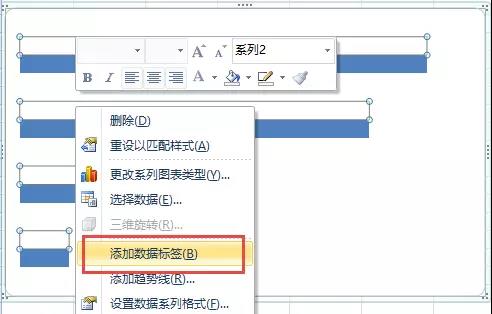 A A 系列2
B I A
删除(D)
重设以匹配样式(A)
更改系列图表类型(Y)...
选择数据(E)...
三维旋转(R)...
添加数据标签(B)
添加趋势线(R)...
设置数据系列格式(F)...